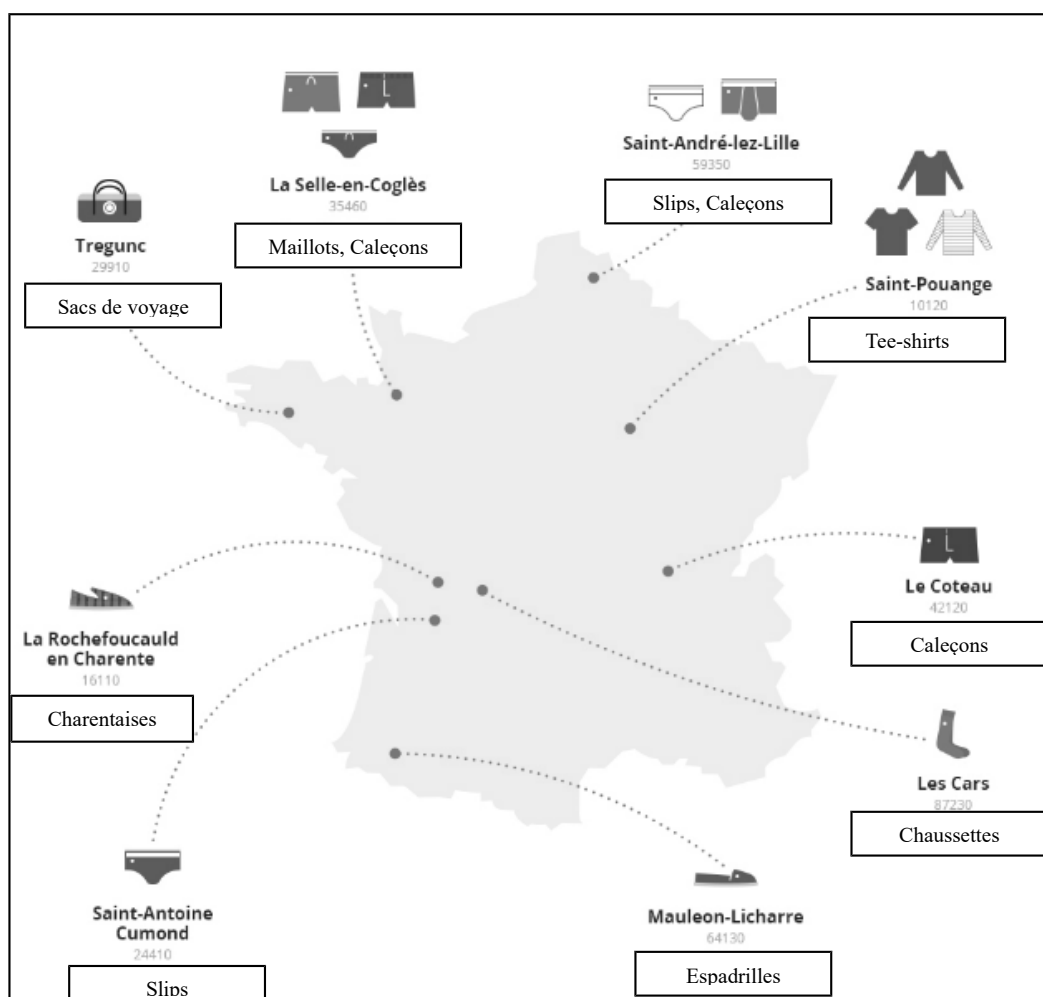 La Selle-en-Coglès
35460
Maillots, Caleçons
Saint-André-lez-Lille
59350
Slips, Caleçons
Tregunc
29910
Sacs de voyage
Saint-Pouange
10120
Tee-shirts
La Rochefoucauld
en Charente
16110
Charentaises
Le Coteau
42120
Caleçons
Les Cars
87230
Chaussettes
Saint-Antoine
Cumond
24410
Slips
Mauleon-Licharre
64130
Espadrilles